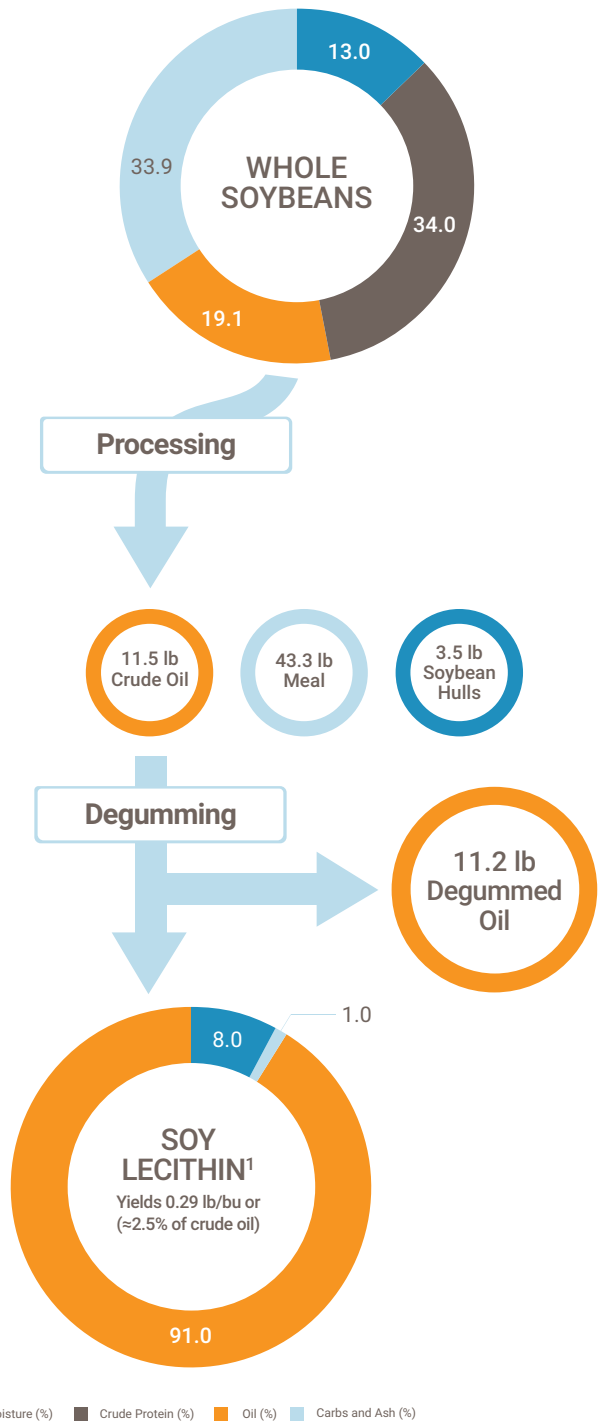 13.0
33.9
WHOLE
SOYBEANS
34.0
19.1
Processing
11.5 lb
Crude Oil
43.3 lb
Meal
3.5 lb
Soybean
Hulls
Degumming
11.2 lb
Degummed
Oil
1.0
8.0
SOY
LECITHIN¹
Yields 0.29 lb/bu or
(≈2.5% of crude oil)
91.0
oisture (%) Crude Protein (%) Oil (%) Carbs and Ash (%)